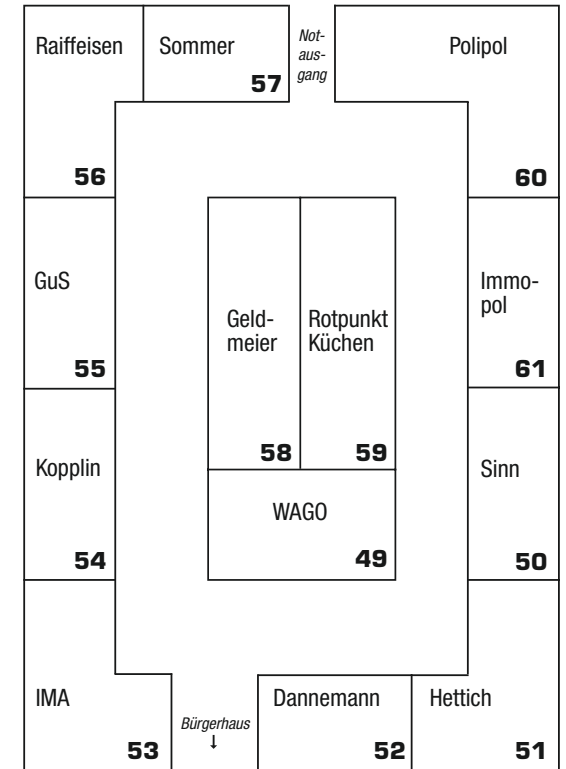 Raiffeisen
56
Sommer
57
Not-
aus-
gang
Polipol
60
GuS
55
Geld-
meier
58
Rotpunkt
Küchen
59
Immo-
pol
61
Kopplin
54
WAGO
49
Sinn
50
IMA
53
Bürgerhaus
↓
Dannemann
52
Hettich
51